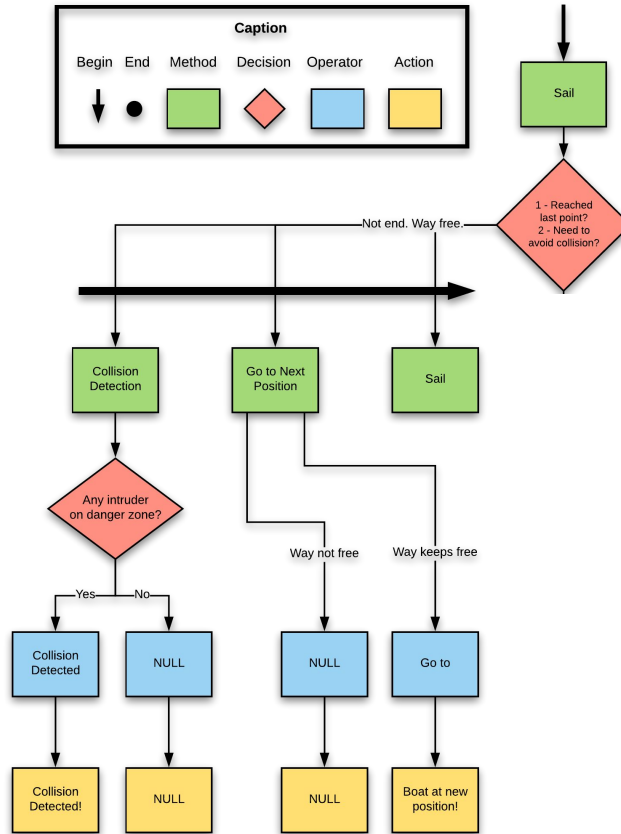 Caption
Begin End Method Decision Operator Action
Sail
1 - Reached
last point?
2 - Need to
avoid collision?
Not end. Way free.
Collision
Detection
Go to Next
Position
Sail
Any intruder
on danger zone?
Way not free
Way keeps free
Yes
No
Collision
Detected
NULL
NULL
Go to
Collision
Detected!
NULL
NULL
Boat at new
position!